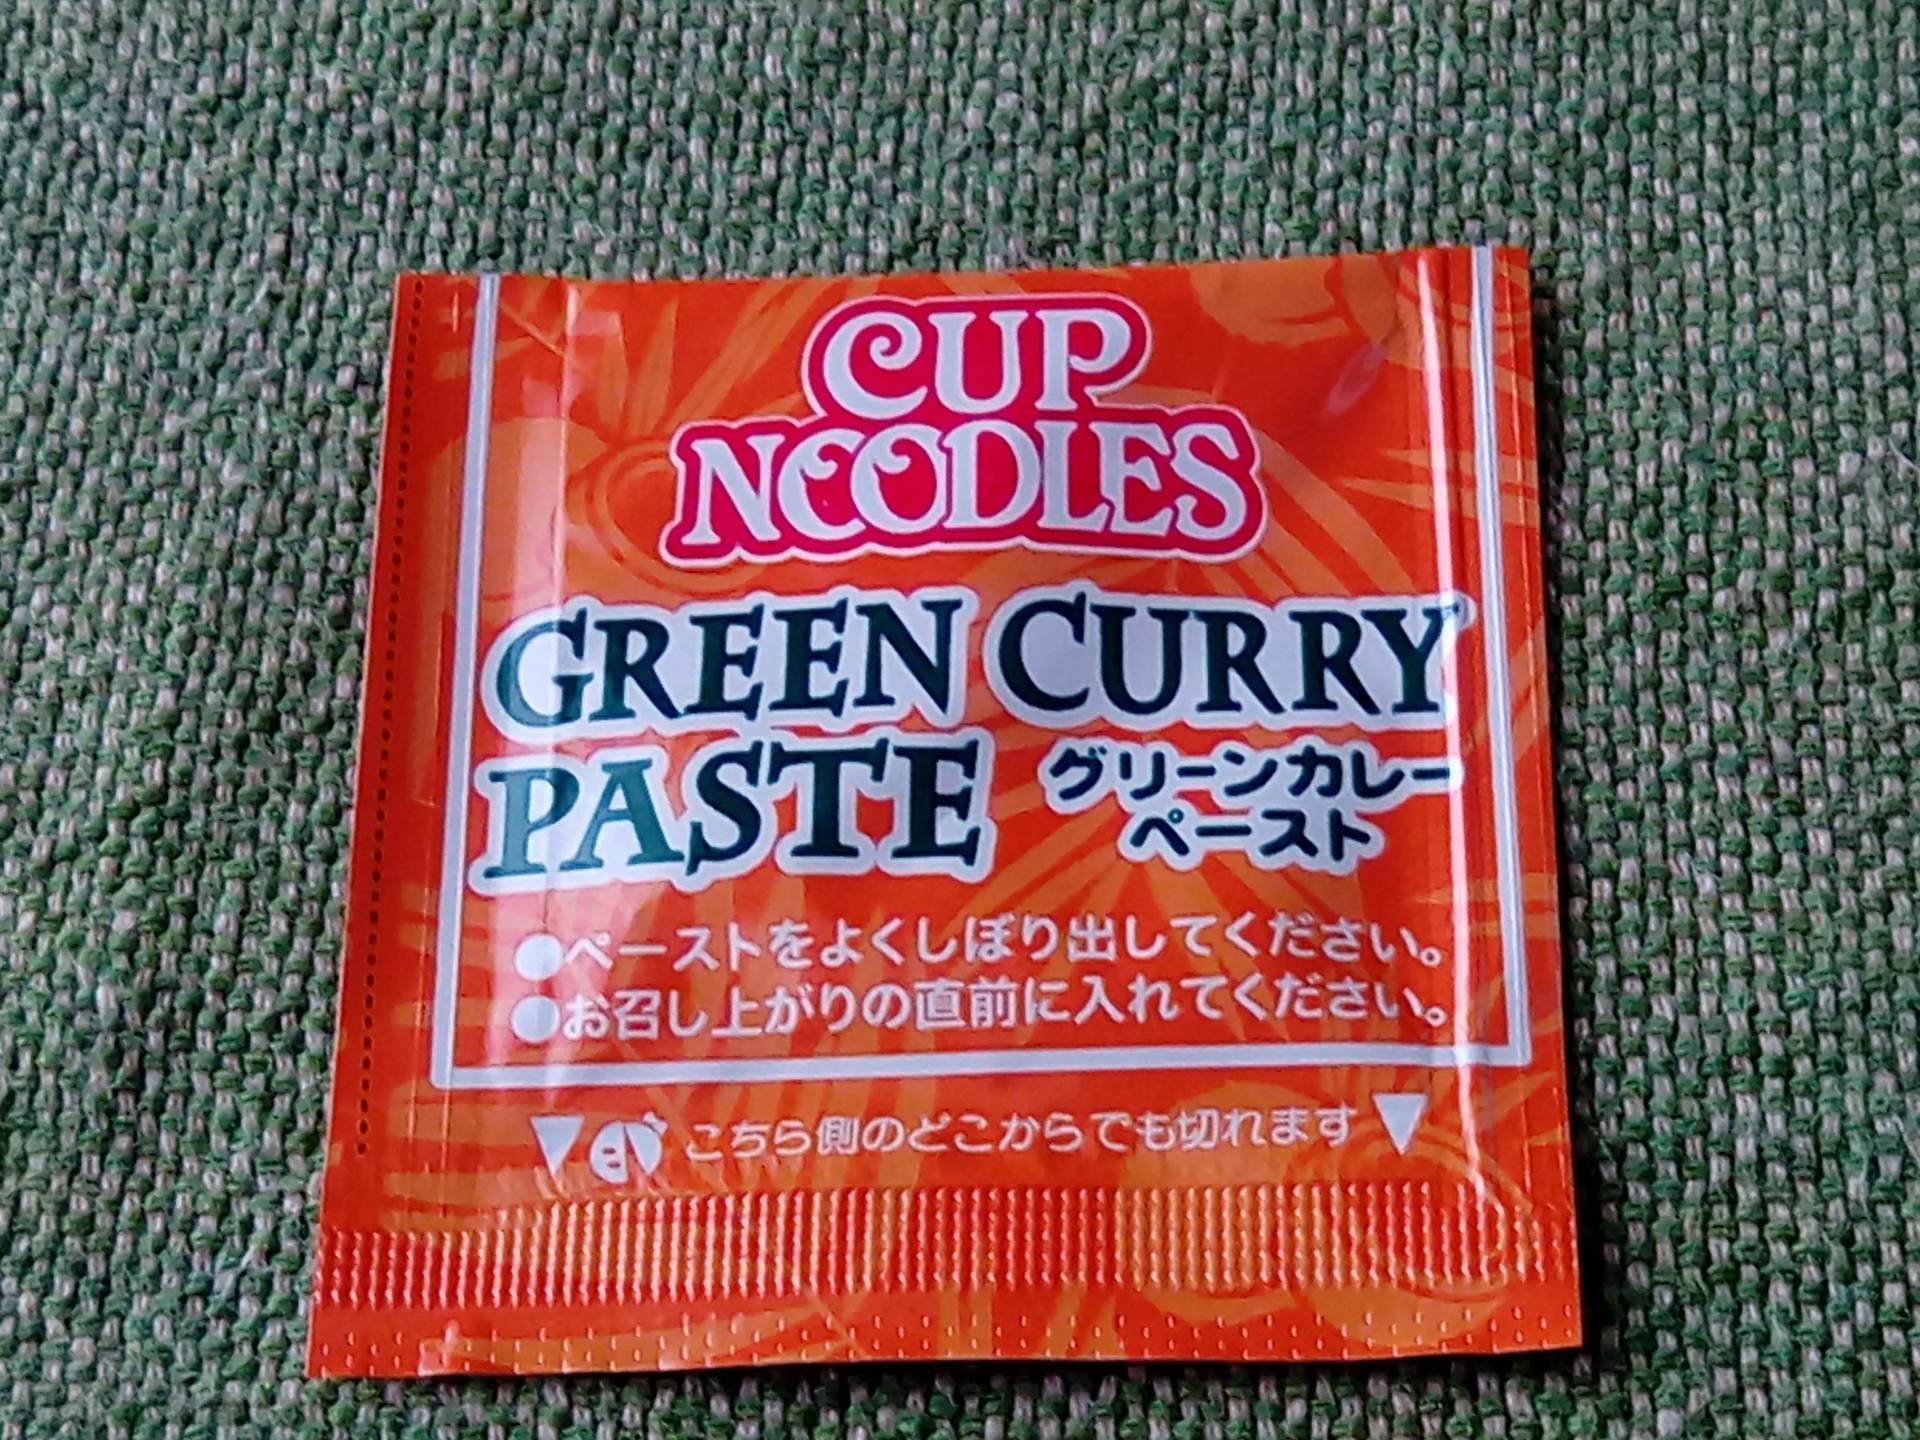 CUP
NOODLES
GREEN CURRY
PASTE
グリーンカレー
ペースト
●ペーストをよくしぼり出してください。
●お召し上がりの直前に入れてください。
▼こちら側のどこからでも切れます▼